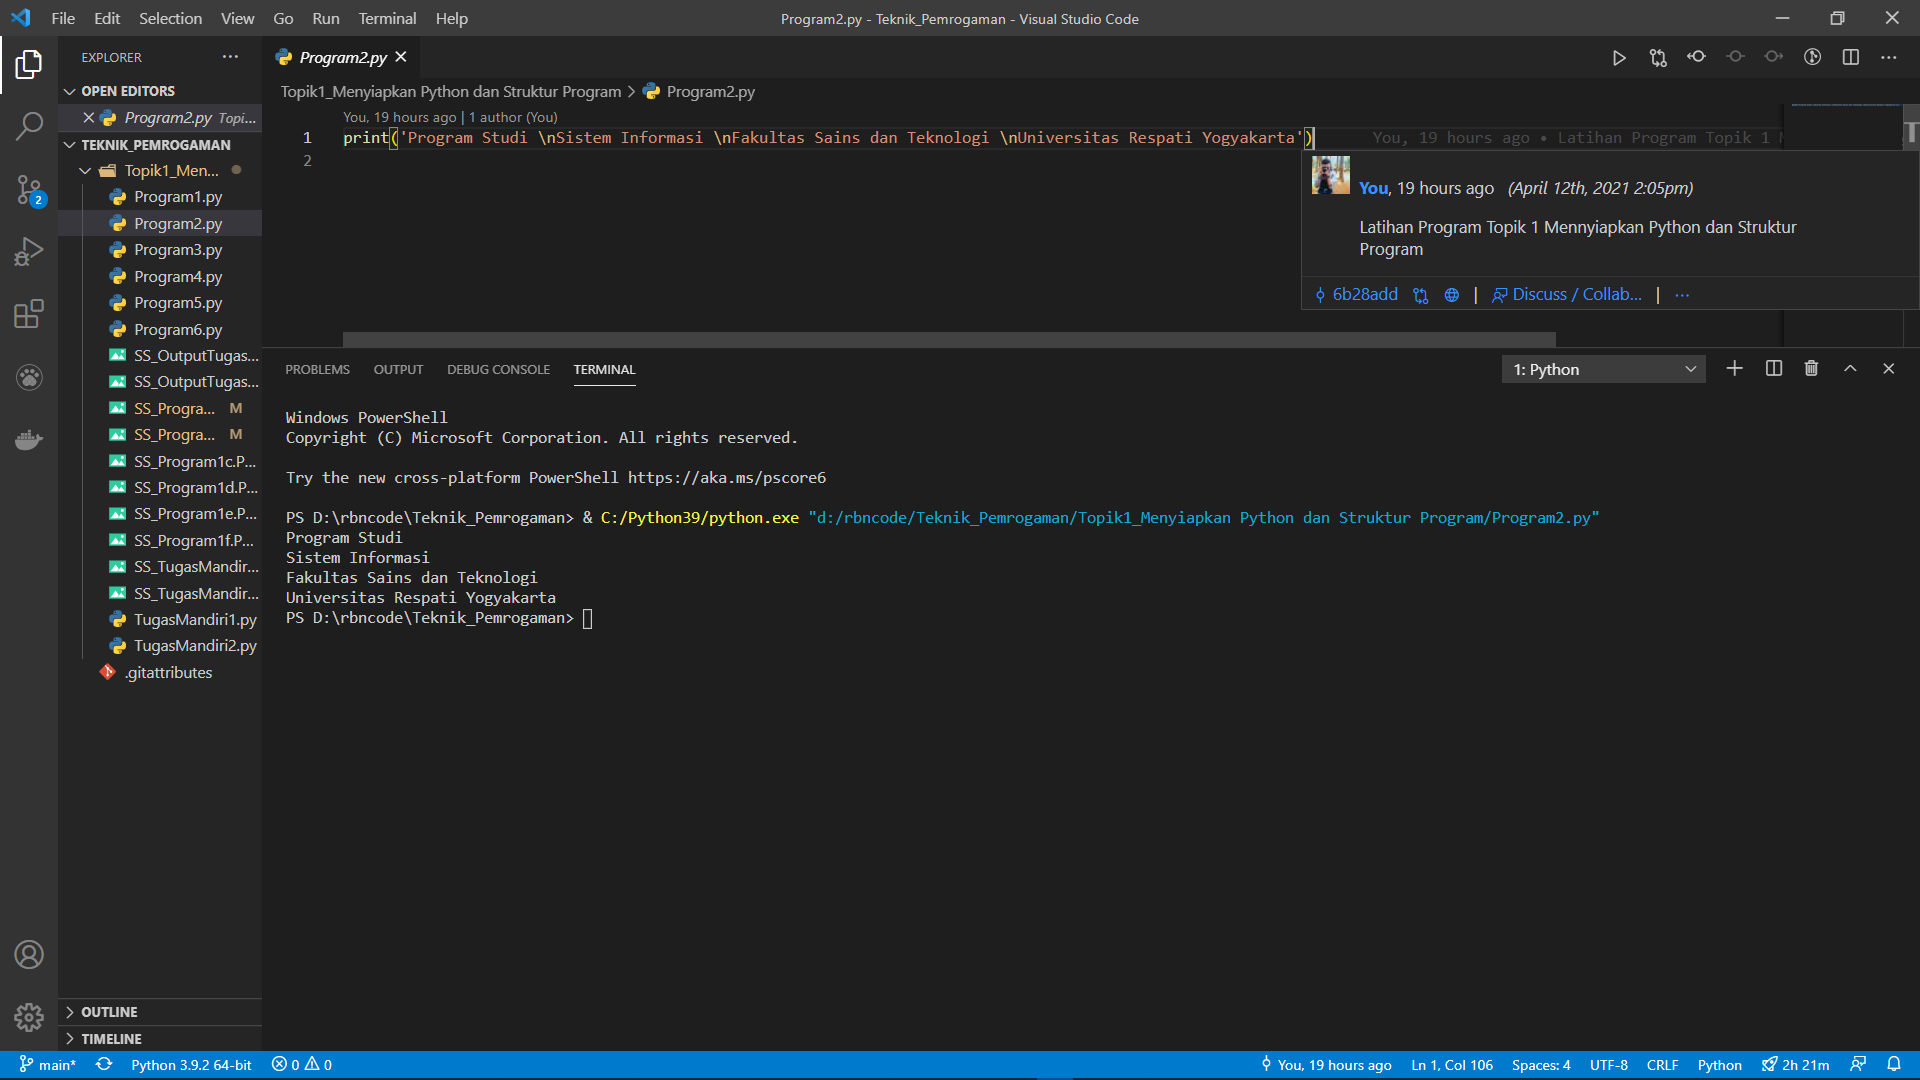 File Edit Selection View Go Run Terminal Help
Program2.py - Teknik_Pemrogaman - Visual Studio Code
EXPLORER
OPEN EDITORS
Program2.py Topi...
TEKNIK_PEMROGAMAN
Topik1_Men...
Program1.py
Program2.py
Program3.py
Program4.py
Program5.py
Program6.py
SS_OutputTugas...
SS_OutputTugas...
SS_Progra... M
SS_Progra... M
SS_Program1c.P...
SS_Program1d.P...
SS_Program1e.P...
SS_Program1f.P...
SS_TugasMandir...
SS_TugasMandir...
TugasMandiri1.py
TugasMandiri2.py
.gitattributes
OUTLINE
TIMELINE
2
Program2.py
Topik1_Menyiapkan Python dan Struktur Program > Program2.py
You, 19 hours ago | 1 author (You)
1 print('Program Studi \nSistem Informasi \nFakultas Sains dan Teknologi \nUniversitas Respati Yogyakarta') You, 19 hours ago • Latihan Program Topik 1
2
You, 19 hours ago (April 12th, 2021 2:05pm)
Latihan Program Topik 1 Mennyiapkan Python dan Struktur
Program
6b28add | Discuss / Collab... | ...
PROBLEMS OUTPUT DEBUG CONSOLE TERMINAL
1: Python
Windows PowerShell
Copyright (C) Microsoft Corporation. All rights reserved.
Try the new cross-platform PowerShell https://aka.ms/pscore6
PS D:\rbncode\Teknik_Pemrogaman> & C:/Python39/python.exe "d:/rbncode/Teknik_Pemrogaman/Topik1_Menyiapkan Python dan Struktur Program/Program2.py"
Program Studi
Sistem Informasi
Fakultas Sains dan Teknologi
Universitas Respati Yogyakarta
PS D:\rbncode\Teknik_Pemrogaman>
main* Python 3.9.2 64-bit 0 0
You, 19 hours ago Ln 1, Col 106 Spaces: 4 UTF-8 CRLF Python 2h 21m